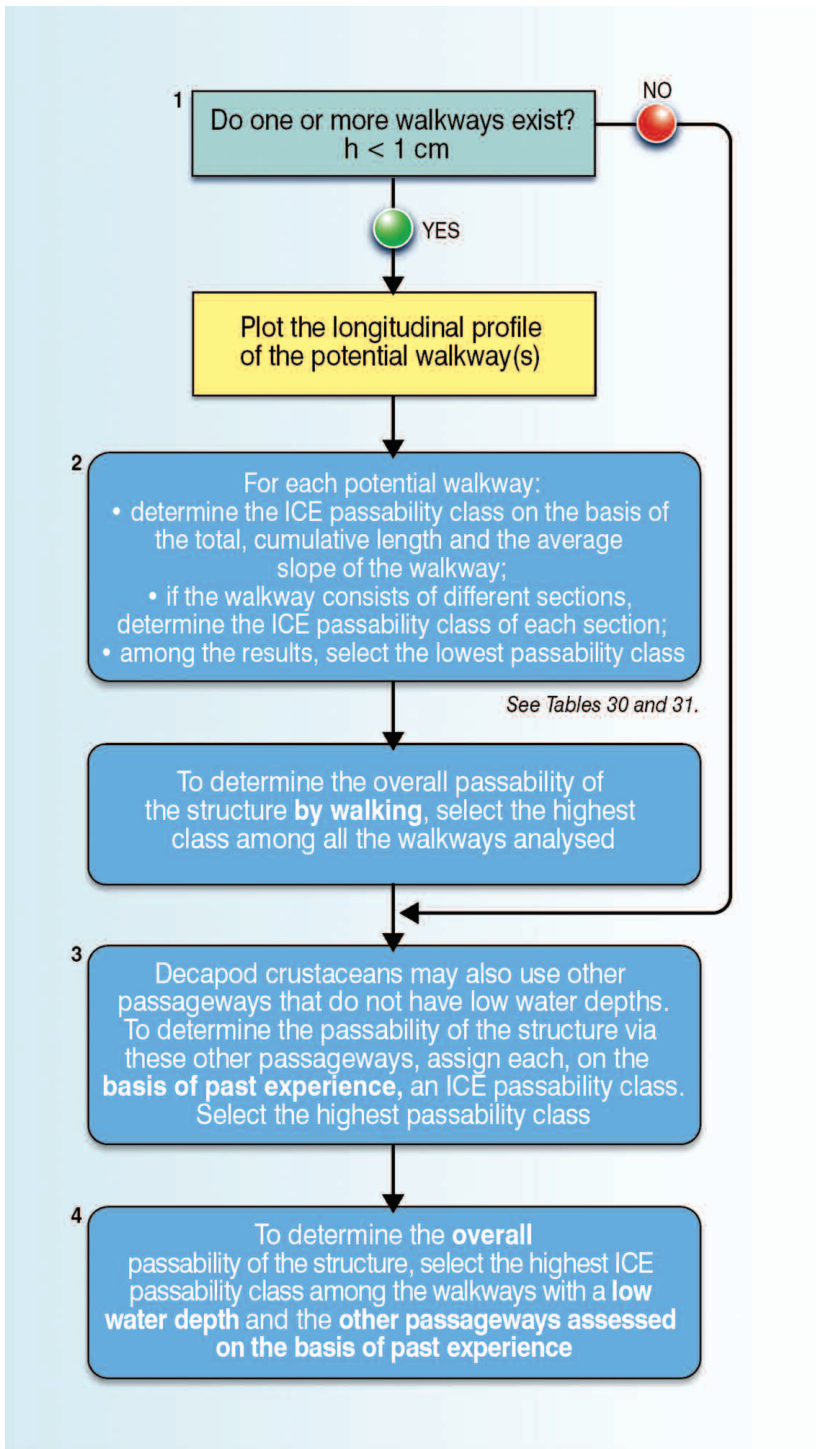 1
Do one or more walkways exist?
h < 1 cm
NO
YES
Plot the longitudinal profile
of the potential walkway(s)
2
For each potential walkway:
• determine the ICE passability class on the basis of
the total, cumulative length and the average
slope of the walkway;
• if the walkway consists of different sections,
determine the ICE passability class of each section;
• among the results, select the lowest passability class
See Tables 30 and 31.
To determine the overall passability of
the structure by walking, select the highest
class among all the walkways analysed
3
Decapod crustaceans may also use other
passageways that do not have low water depths.
To determine the passability of the structure via
these other passageways, assign each, on the
basis of past experience, an ICE passability class.
Select the highest passability class
4
To determine the overall
passability of the structure, select the highest ICE
passability class among the walkways with a low
water depth and the other passageways assessed
on the basis of past experience